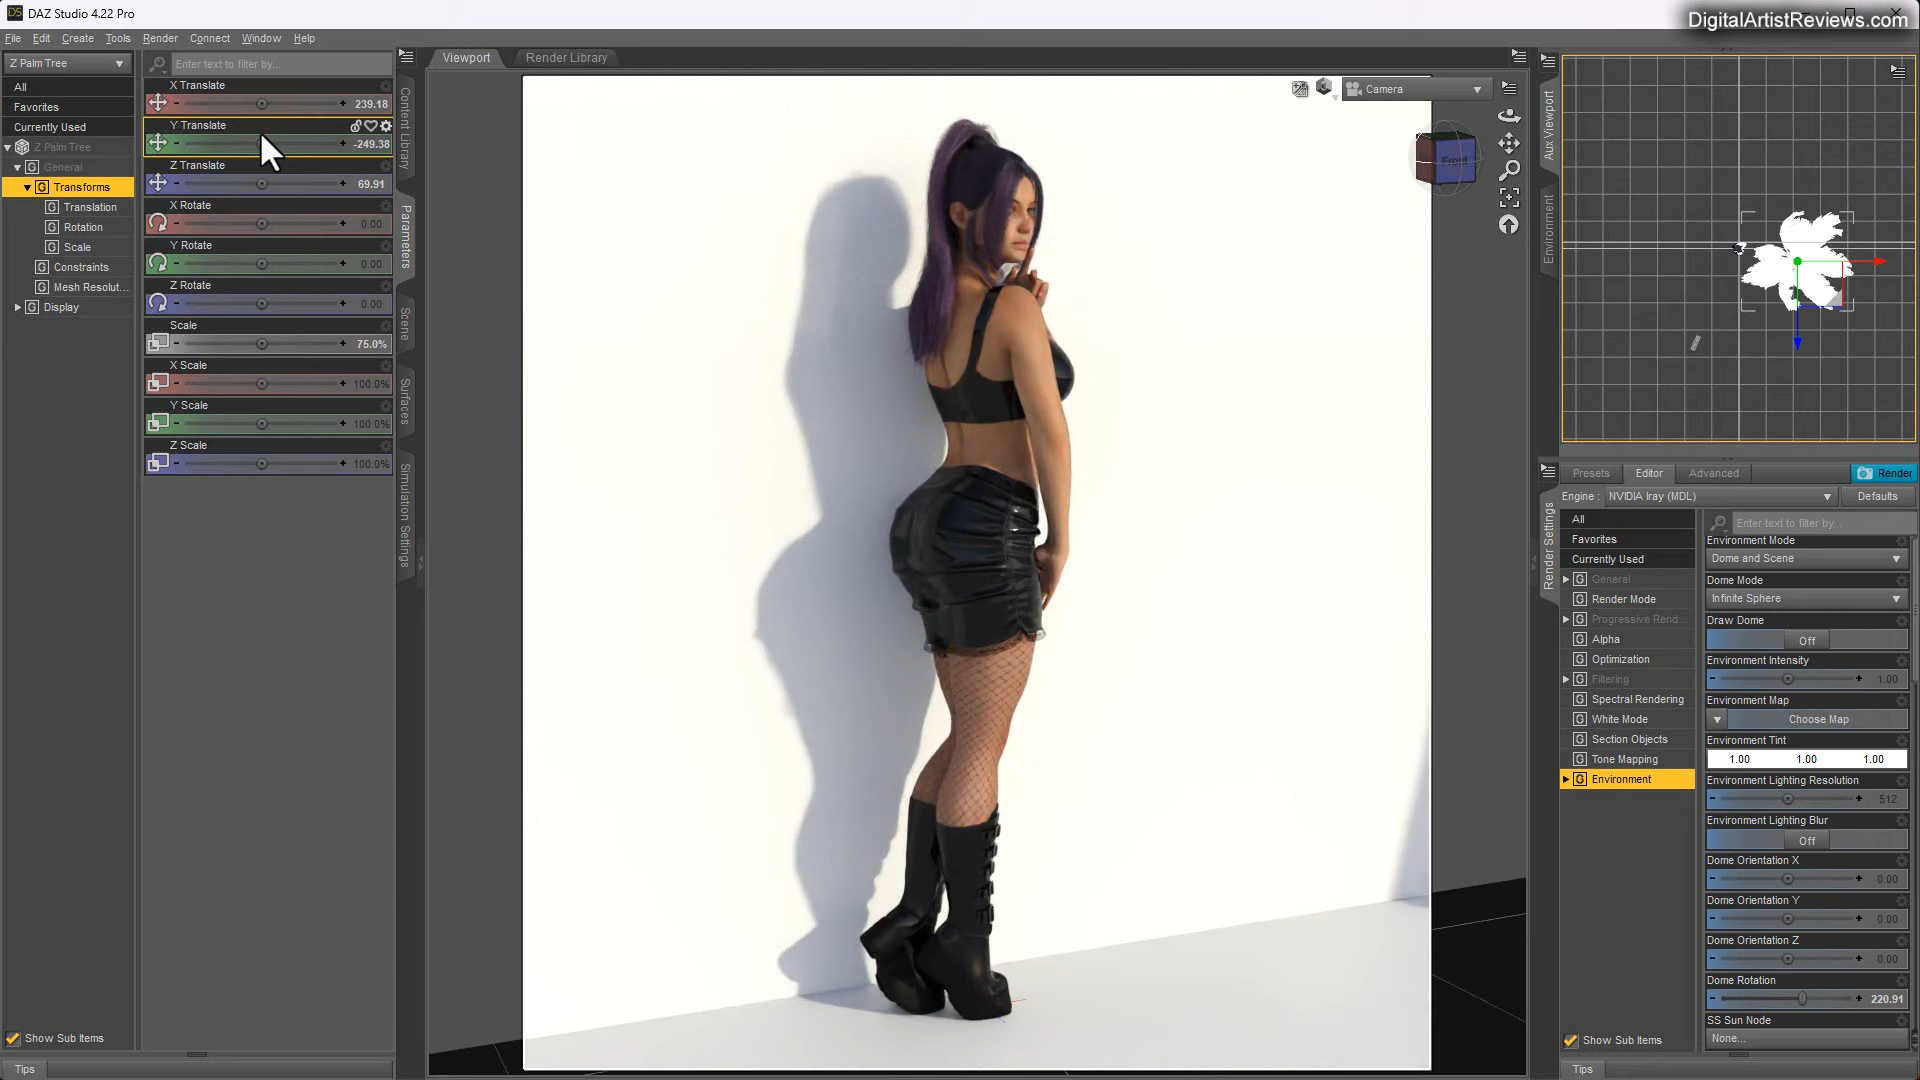 DS DAZ Studio 4.22 Pro
DigitalArtistReviews.com
File Edit Create Tools Render Connect Window Help
Z Palm Tree
All
Favorites
Currently Used
Z Palm Tree
General
Transforms
Translation
Rotation
Scale
Constraints
Mesh Resolut...
Display
Show Sub Items
Tips
Enter text to filter by...
X Translate
239.18
Y Translate
-249.38
Z Translate
69.91
X Rotate
0.00
Y Rotate
0.00
Z Rotate
0.00
Scale
75.0%
X Scale
100.0%
Y Scale
100.0%
Z Scale
100.0%
Content Library
Parameters
Scene
Surfaces
Simulation Settings
Viewport Render Library
Camera
Front
Aux Viewport
Environment
Presets Editor Advanced Render
Engine : NVIDIA Iray (MDL) Defaults
Render Settings
All
Favorites
Currently Used
General
Render Mode
Progressive Rend...
Alpha
Optimization
Filtering
Spectral Rendering
White Mode
Section Objects
Tone Mapping
Environment
Show Sub Items
Tips
Enter text to filter by...
Environment Mode
Dome and Scene
Dome Mode
Infinite Sphere
Draw Dome
Off
Environment Intensity
1.00
Environment Map
Choose Map
Environment Tint
1.00 1.00 1.00
Environment Lighting Resolution
512
Environment Lighting Blur
Off
Dome Orientation X
0.00
Dome Orientation Y
0.00
Dome Orientation Z
0.00
Dome Rotation
220.91
SS Sun Node
None...